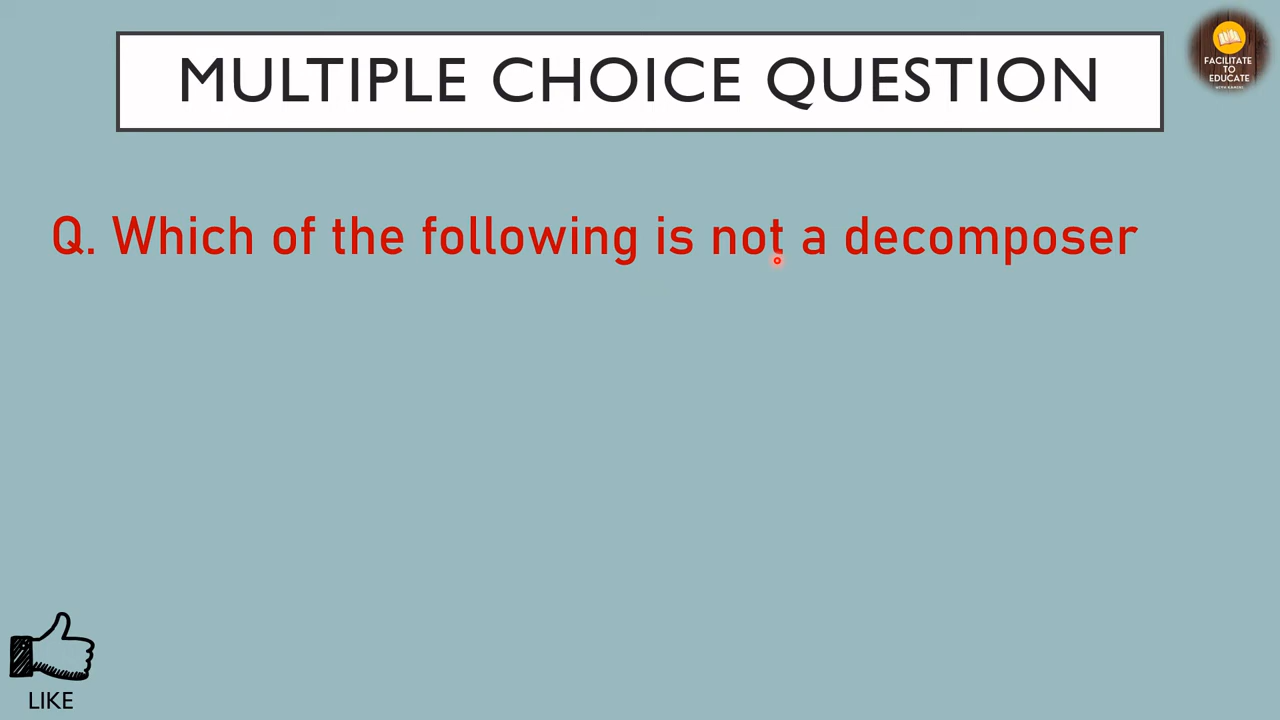 MULTIPLE CHOICE QUESTION
FACILITATE
TO
EDUCATE
Q. Which of the following is not a decomposer
LIKE